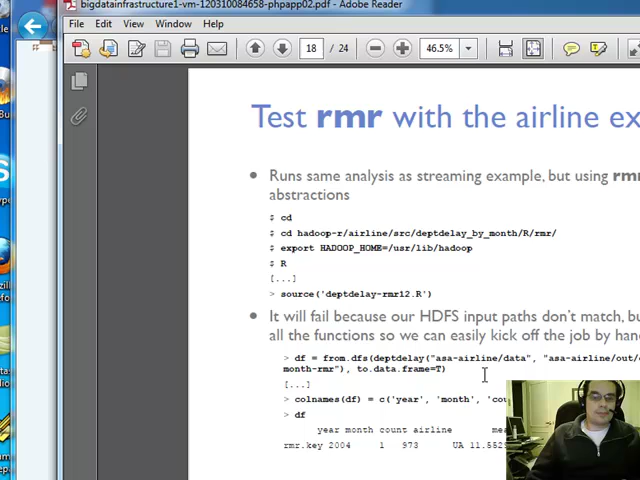 bigdatainfrastructure1-vm-120310084658-phpapp02.pdf - Adobe Reader
File Edit View Window Help
18 / 24 46.5%
Test rmr with the airline ex
Runs same analysis as streaming example, but using rmr
abstractions
$ cd
$ cd hadoop-r/airline/src/deptdelay_by_month/R/rmr/
$ export HADOOP_HOME=/usr/lib/hadoop
$ R
[...]
> source('deptdelay-rmr12.R')
It will fail because our HDFS input paths don't match, bu
all the functions so we can easily kick off the job by han
> df = from.dfs(deptdelay("asa-airline/data", "asa-airline/out/
month-rmr"), to.data.frame=T)
[...]
> colnames(df) = c('year', 'month', 'cou
> df
year month count airline
rmr.key 2004 1 973 UA 11.5529